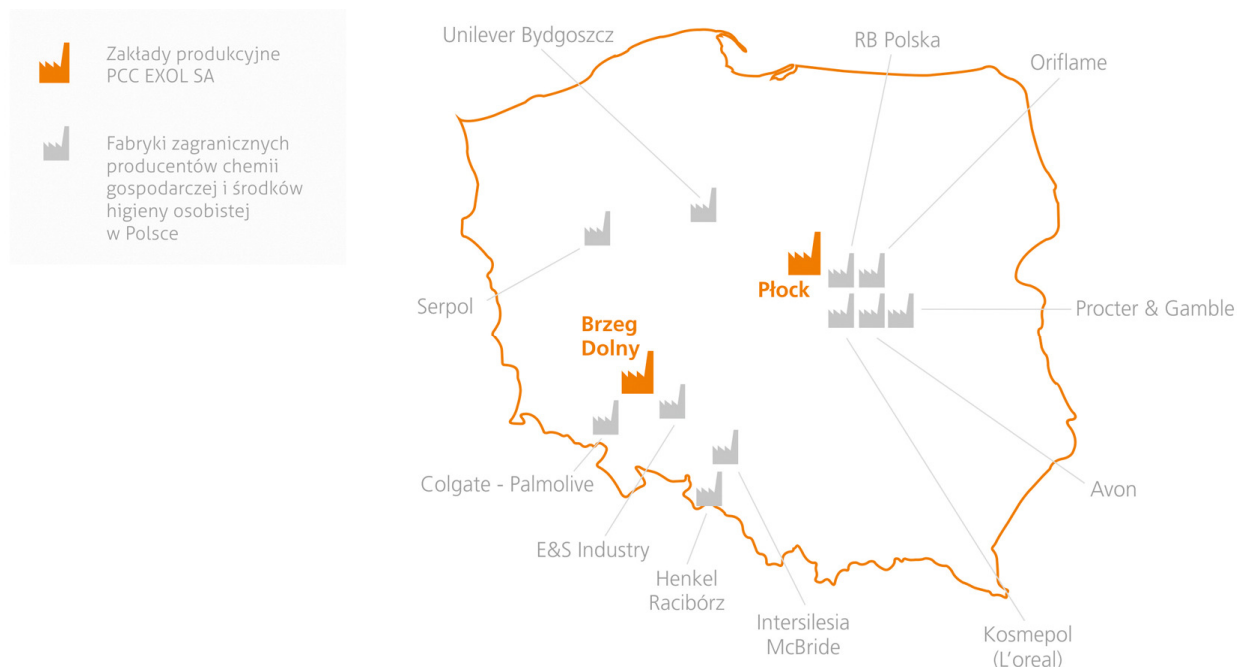 Zakłady produkcyjne
PCC EXOL SA
Fabryki zagranicznych
producentów chemii
gospodarczej i środków
higieny osobistej
w Polsce
Unilever Bydgoszcz
RB Polska
Oriflame
Serpol
Płock
Procter & Gamble
Brzeg
Dolny
Colgate - Palmolive
Avon
E&S Industry
Henkel
Racibórz
Intersilesia
McBride
Kosmepol
(L'oreal)